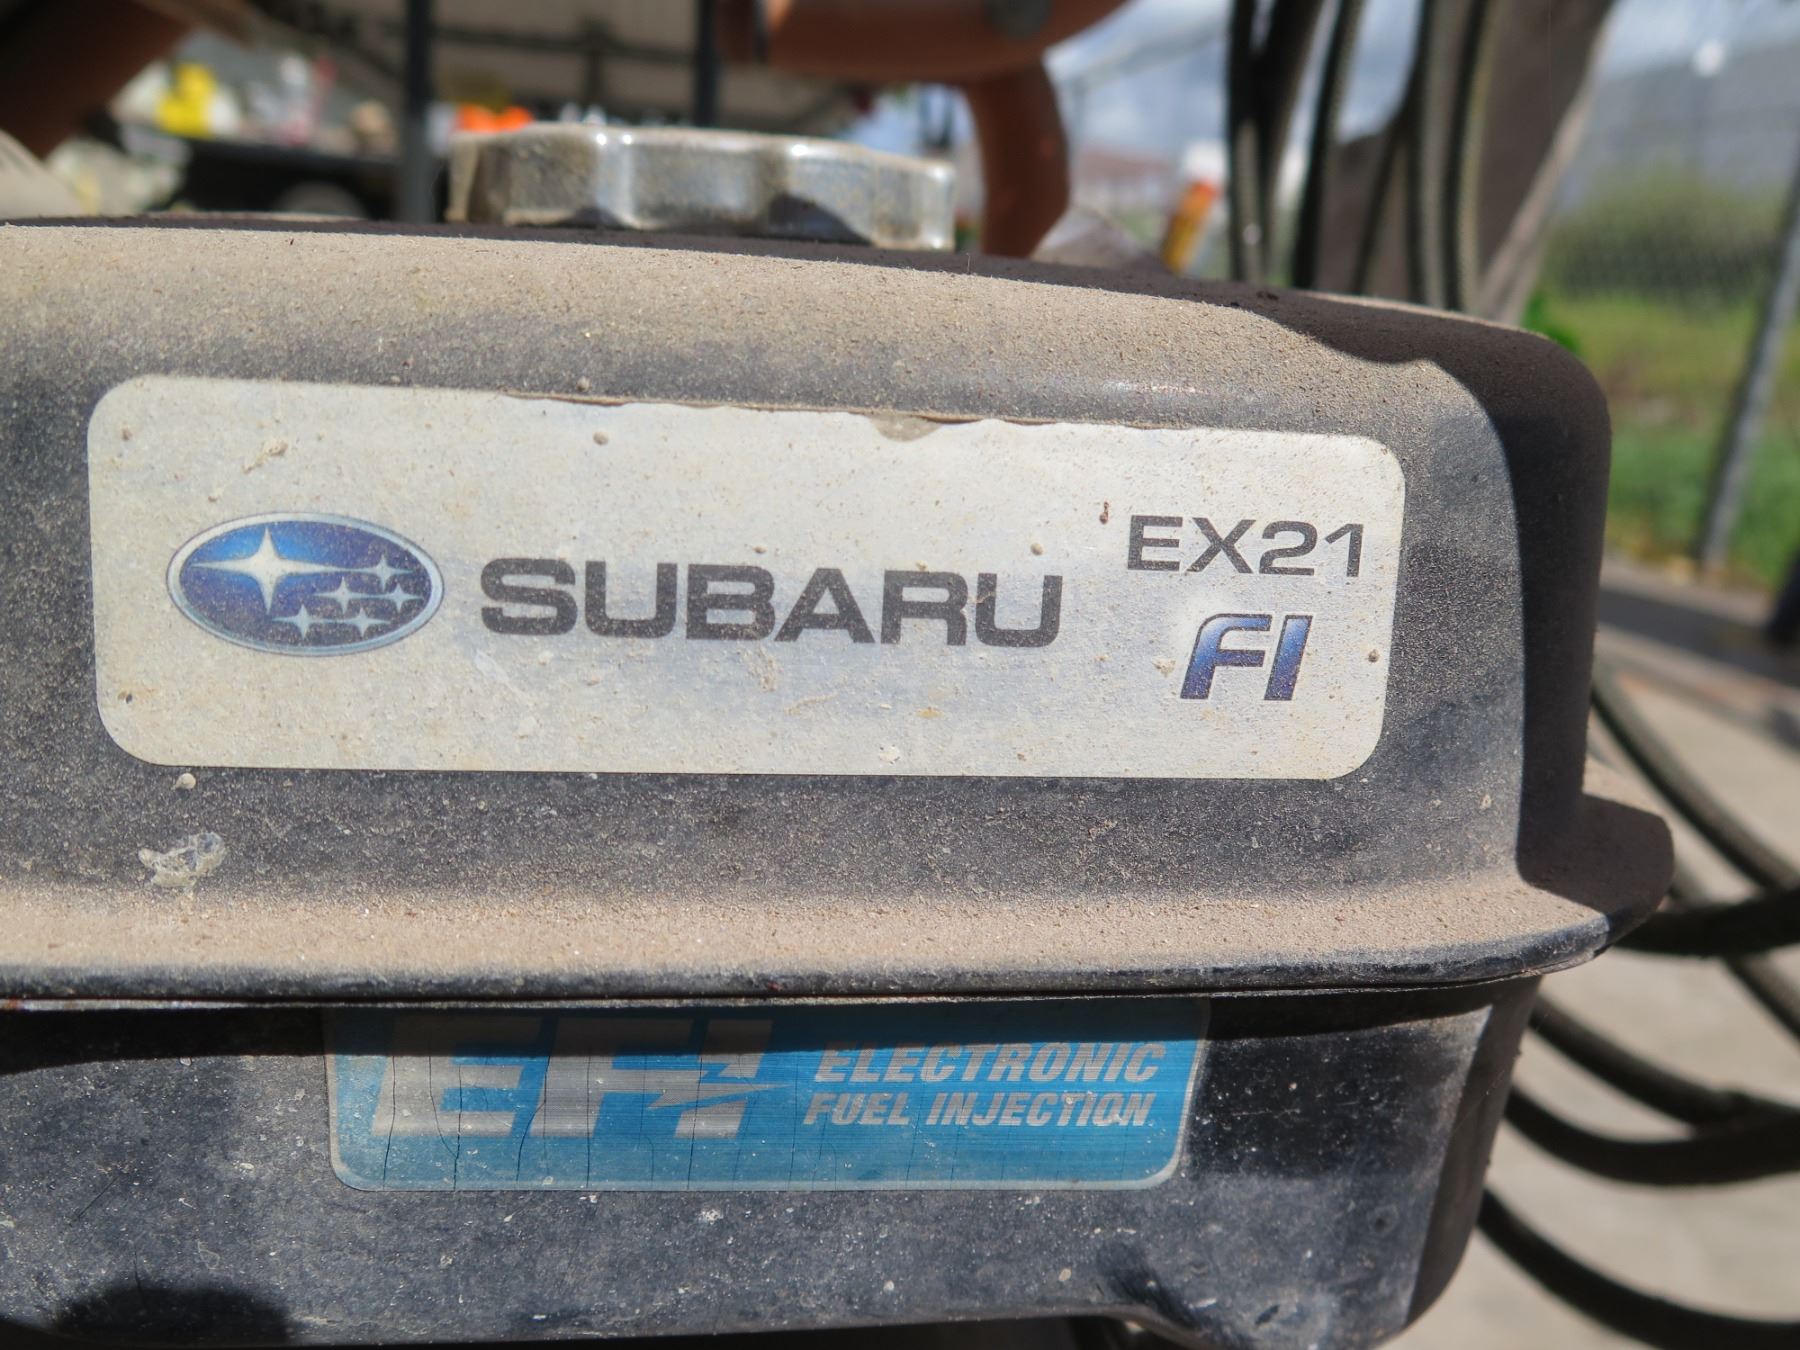 SUBARU
EX21
FI
EFI
ELECTRONIC
FUEL INJECTION